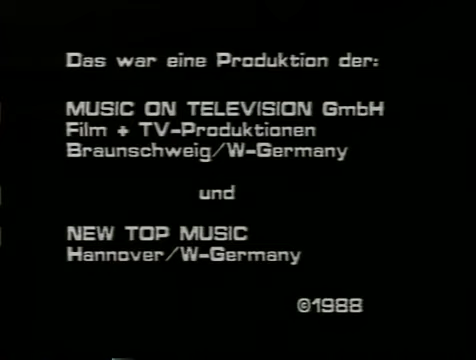 Das war eine Produktion der:
MUSIC ON TELEVISION GmbH
Film + TV-Produktionen
Braunschweig/W-Germany
und
NEW TOP MUSIC
Hannover/W-Germany
©1988